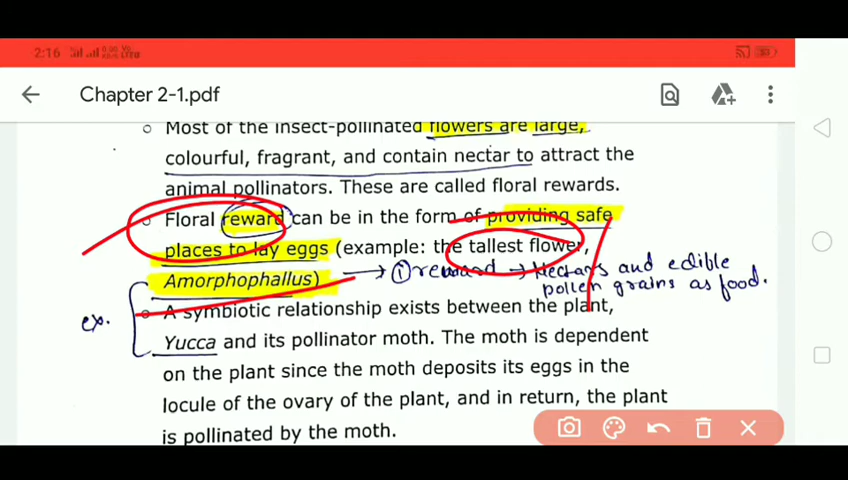 2:16
Chapter 2-1.pdf
Most of the insect-pollinated flowers are large,
colourful, fragrant, and contain nectar to attract the
animal pollinators. These are called floral rewards.
Floral reward can be in the form of providing safe
places to lay eggs (example: the tallest flower,
Amorphophallus) → ① reward → Nectars and edible
pollen grains as food.
ex. A symbiotic relationship exists between the plant,
Yucca and its pollinator moth. The moth is dependent
on the plant since the moth deposits its eggs in the
locule of the ovary of the plant, and in return, the plant
is pollinated by the moth.